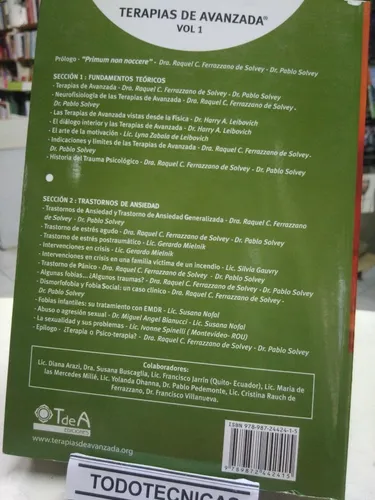 TERAPIAS DE AVANZADA®
VOL 1
Prólogo - "Primum non noccere" - Dra. Raquel C. Ferrazzano de Solvey - Dr. Pablo Solvey
SECCIÓN 1 : FUNDAMENTOS TEÓRICOS
- Terapias de Avanzada - Dra. Raquel C. Ferrazzano de Solvey - Dr. Pablo Solvey
- Neurofisiología de las Terapias de Avanzada - Dra. Raquel C. Ferrazzano de Solvey -
Dr. Pablo Solvey
- Las Terapias de Avanzada vistas desde la Física - Dr. Harry A. Leibovich
- El diálogo interior y las Terapias de Avanzada - Dr. Harry A. Leibovich
- El arte de la motivación - Lic. Lyna Zubala de Leibovich
- Indicaciones y límites de las Terapias de Avanzada - Dra. Raquel C. Ferrazzano de Solvey-
Dr. Pablo Solvey
- Historia del Trauma Psicológico - Dra. Raquel C. Ferrazzano de Solvey - Dr. Pablo Solvey
SECCIÓN 2: TRASTORNOS DE ANSIEDAD
- Trastornos de Ansiedad y Trastorno de Ansiedad Generalizada - Dra. Raquel C. Ferrazzano
de Solvey - Dr. Pablo Solvey
- Trastorno de estrés agudo - Dra. Raquel C. Ferrazzano de Solvey - Dr. Pablo Solvey
- Trastorno de estrés postraumático - Lic. Gerardo Mielnik
- Intervenciones en crisis - Lic. Gerardo Mielnik
- Intervenciones en crisis en una familia víctima de un incendio - Lic. Silvia Gauvry
- Trastorno de Pánico - Dra. Raquel C. Ferrazzano de Solvey - Dr. Pablo Solvey
- Algunas fobias...¿Algunos traumas? - Dra. Raquel C. Ferrazzano de Solvey - Dr. Pablo Solvey
- Dismorfofobia y Fobia Social: un caso clínico - Dra. Raquel C. Ferrazzano de Solvey -
Dr. Pablo Solvey
- Fobias infantiles: su tratamiento con EMDR - Lic. Susana Nofal
- Abuso o agresión sexual - Dr. Miguel Angel Bianucci - Lic. Susana Nofal
- La sexualidad y sus problemas - Lic. Ivonne Spinelli ( Montevideo- ROU)
- Epílogo - ¿Terapia o Psico-terapia? - Dra. Raquel C. Ferrazzano de Solvey - Dr. Pablo Solvey
Colaboradores:
Lic. Diana Arazi, Dra. Susana Buscaglia, Lic. Francisco Jarrín (Quito- Ecuador), Lic. María de
las Mercedes Millé, Lic. Yolanda Ohanna, Dr. Pablo Pedemonte, Lic. Cristina Rauch de
Ferrazzano, Dr. Francisco Villanueva.
TdeA
EDICIONES
www.terapiasdeavanzada.org
ISBN 978-987-24424-1-5
9789872442415
TODOTECNICAS